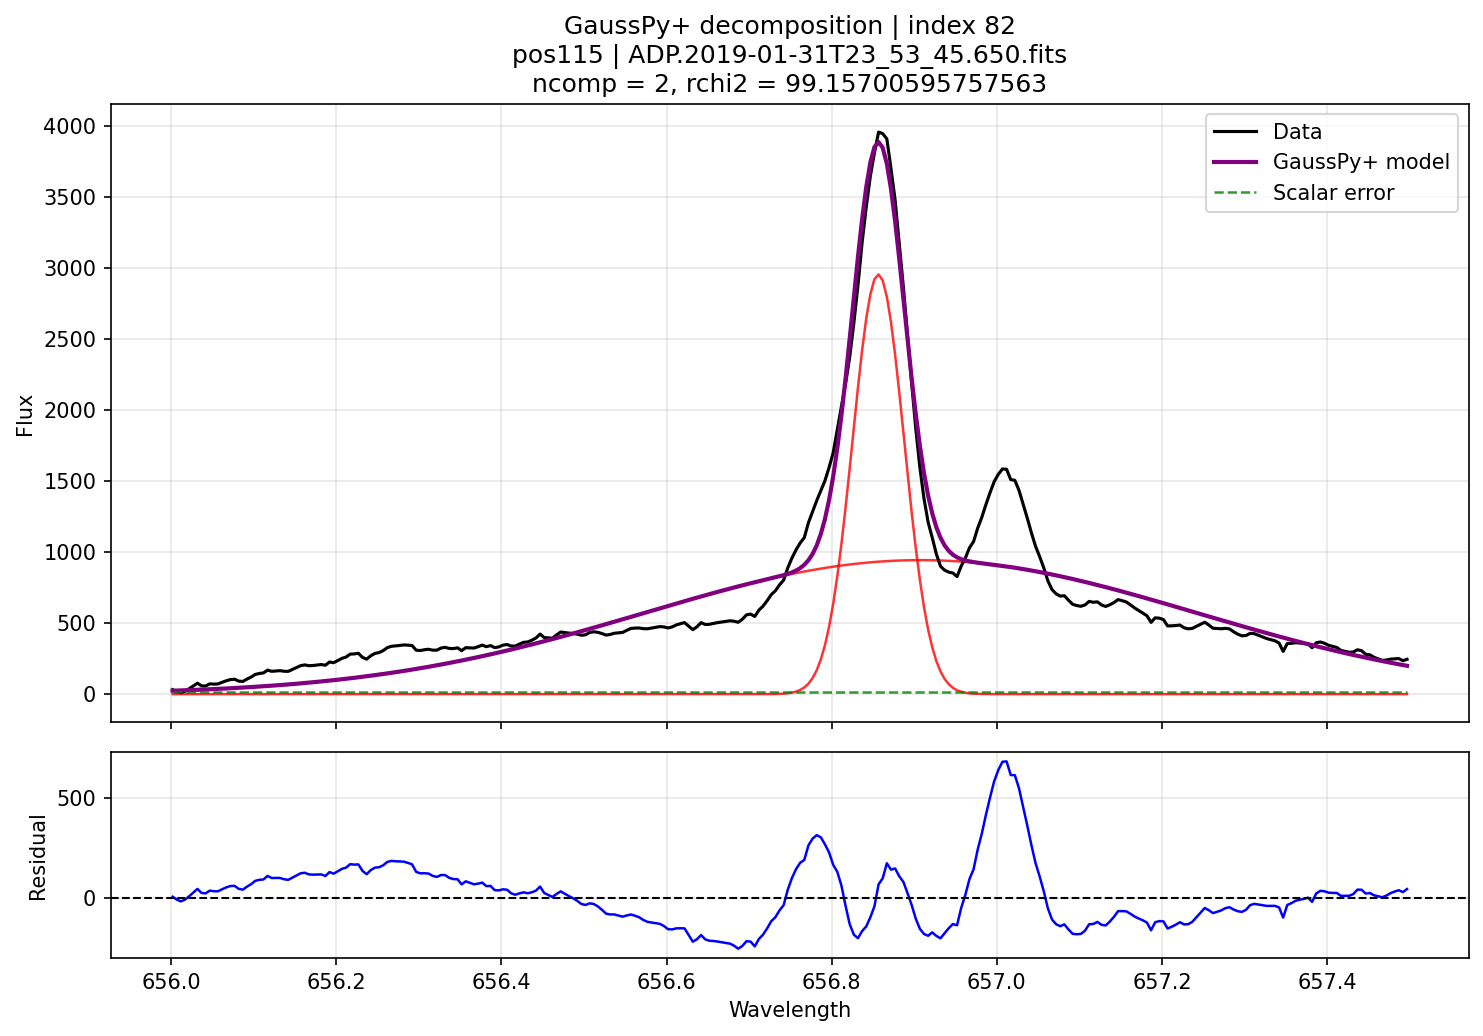 GaussPy+ decomposition | index 82
pos115 | ADP.2019-01-31T23_53_45.650.fits
ncomp = 2, rchi2 = 99.15700595757563
Data
GaussPy+ model
Scalar error
4000
3500
3000
2500
2000
1500
1000
500
0
Flux
500
0
Residual
656.0 656.2 656.4 656.6 656.8 657.0 657.2 657.4
Wavelength